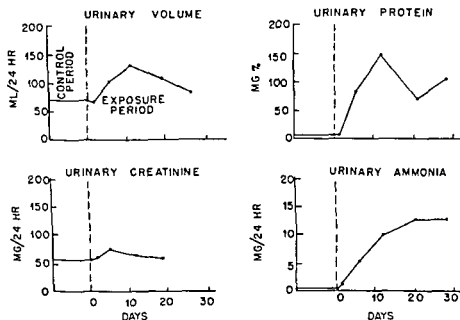 URINARY VOLUME
ML/24 HR
200
150
100
50
0
CONTROL PERIOD
EXPOSURE PERIOD
URINARY PROTEIN
MG %
200
150
100
50
0
URINARY CREATININE
MG/24 HR
200
150
100
50
0
0 10 20 30
DAYS
URINARY AMMONIA
MG/24 HR
15
10
5
0
0 10 20 30
DAYS